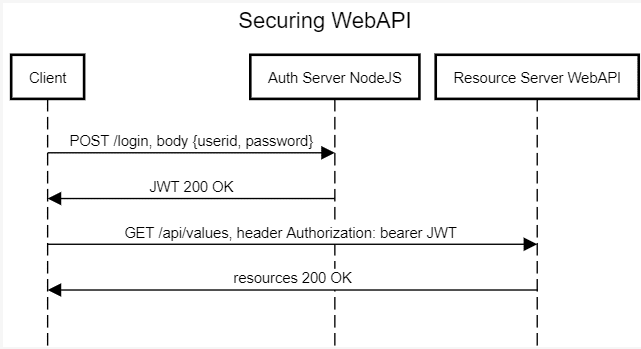 Securing WebAPI
Client
Auth Server NodeJS
Resource Server WebAPI
POST /login, body {userid, password}
JWT 200 OK
GET /api/values, header Authorization: bearer JWT
resources 200 OK